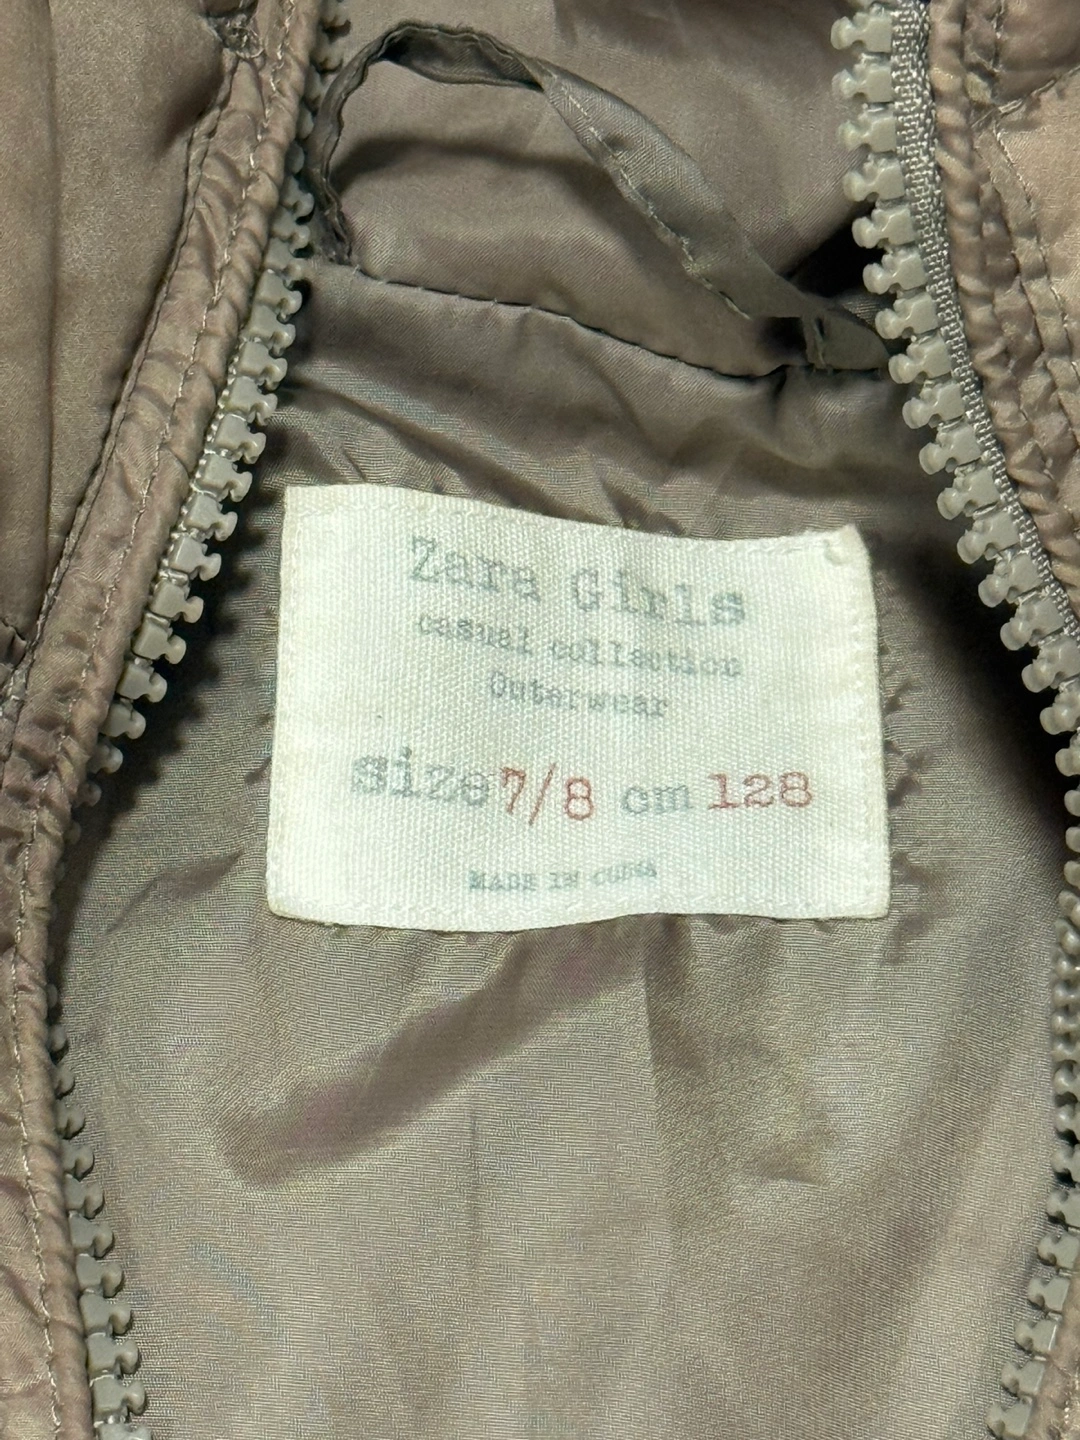 Zara Girls
casual collection
Outerwear
size 7/8 cm 128
MADE IN CHINA